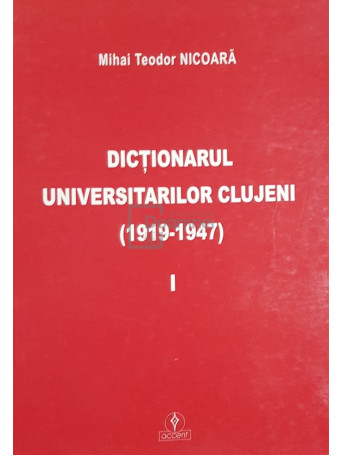 Mihai Teodor NICOARĂ
DICȚIONARUL
UNIVERSITARILOR CLUJENI
(1919-1947)
I
accent